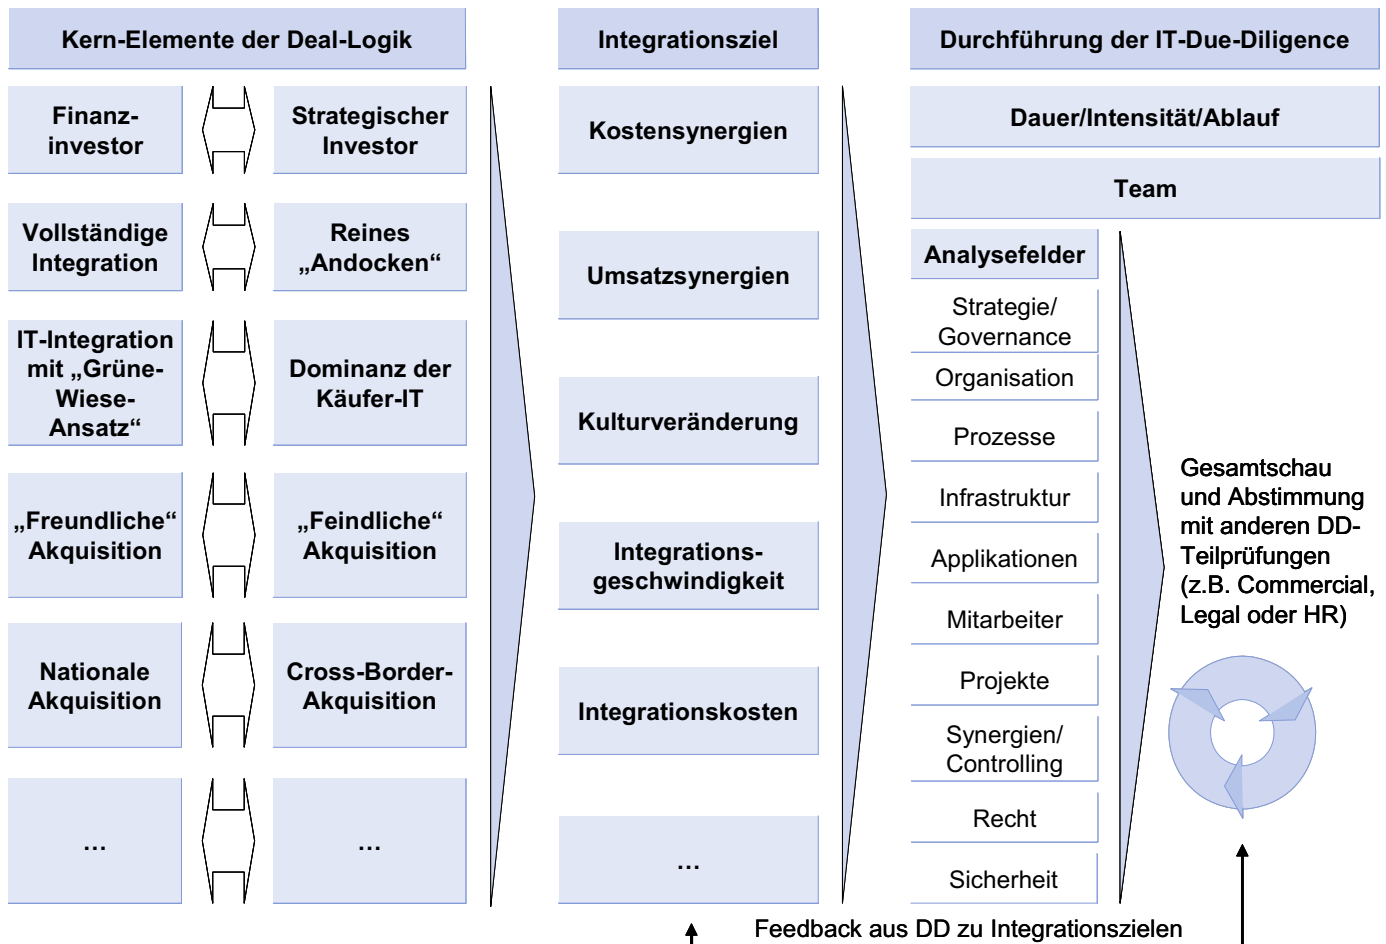 Kern-Elemente der Deal-Logik
Finanz-
investor
Strategischer
Investor
Vollständige
Integration
Reines
„Andocken“
IT-Integration
mit „Grüne-
Wiese-
Ansatz“
Dominanz der
Käufer-IT
„Freundliche“
Akquisition
„Feindliche“
Akquisition
Nationale
Akquisition
Cross-Border-
Akquisition
…
…
Integrationsziel
Kostensynergien
Umsatzsynergien
Kulturveränderung
Integrations-
geschwindigkeit
Integrationskosten
…
Durchführung der IT-Due-Diligence
Dauer/Intensität/Ablauf
Team
Analysefelder
Strategie/
Governance
Organisation
Prozesse
Infrastruktur
Applikationen
Mitarbeiter
Projekte
Synergien/
Controlling
Recht
Sicherheit
Gesamtschau
und Abstimmung
mit anderen DD-
Teilprüfungen
(z.B. Commercial,
Legal oder HR)
Feedback aus DD zu Integrationszielen